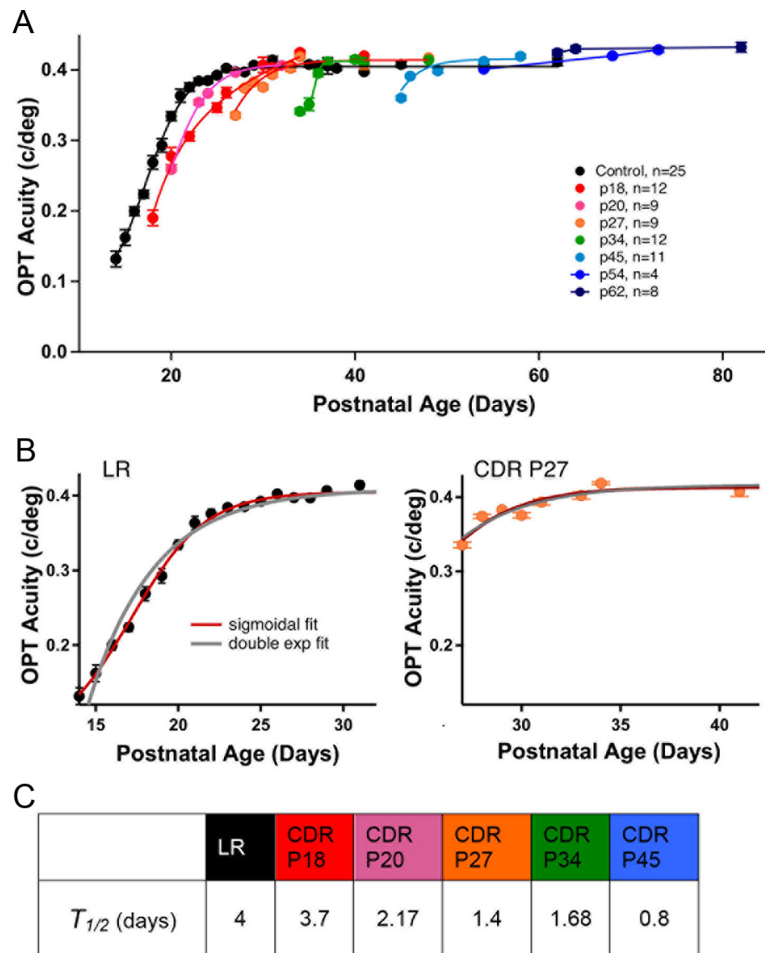 A
OPT Acuity (c/deg)
0.4
0.3
0.2
0.1
0.0
20 40 60 80
Postnatal Age (Days)
Control, n=25
p18, n=12
p20, n=9
p27, n=9
p34, n=12
p45, n=11
p54, n=4
p62, n=8
B
LR
OPT Acuity (c/deg)
0.4
0.3
0.2
sigmoidal fit
double exp fit
15 20 25 30
Postnatal Age (Days)
CDR P27
OPT Acuity (c/deg)
0.4
0.3
0.2
30 35 40
Postnatal Age (Days)
C
LR CDR P18 CDR P20 CDR P27 CDR P34 CDR P45
T1/2 (days) 4 3.7 2.17 1.4 1.68 0.8